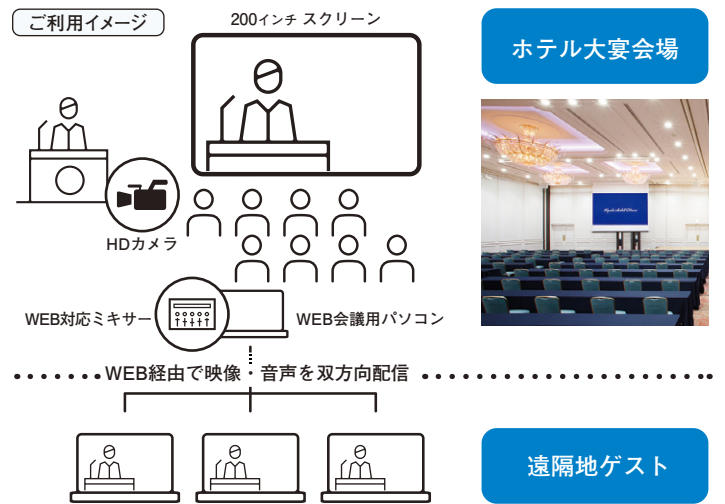 ご利用イメージ
200インチ スクリーン
ホテル大宴会場
HDカメラ
WEB対応ミキサー
WEB会議用パソコン
WEB経由で映像・音声を双方向配信
遠隔地ゲスト